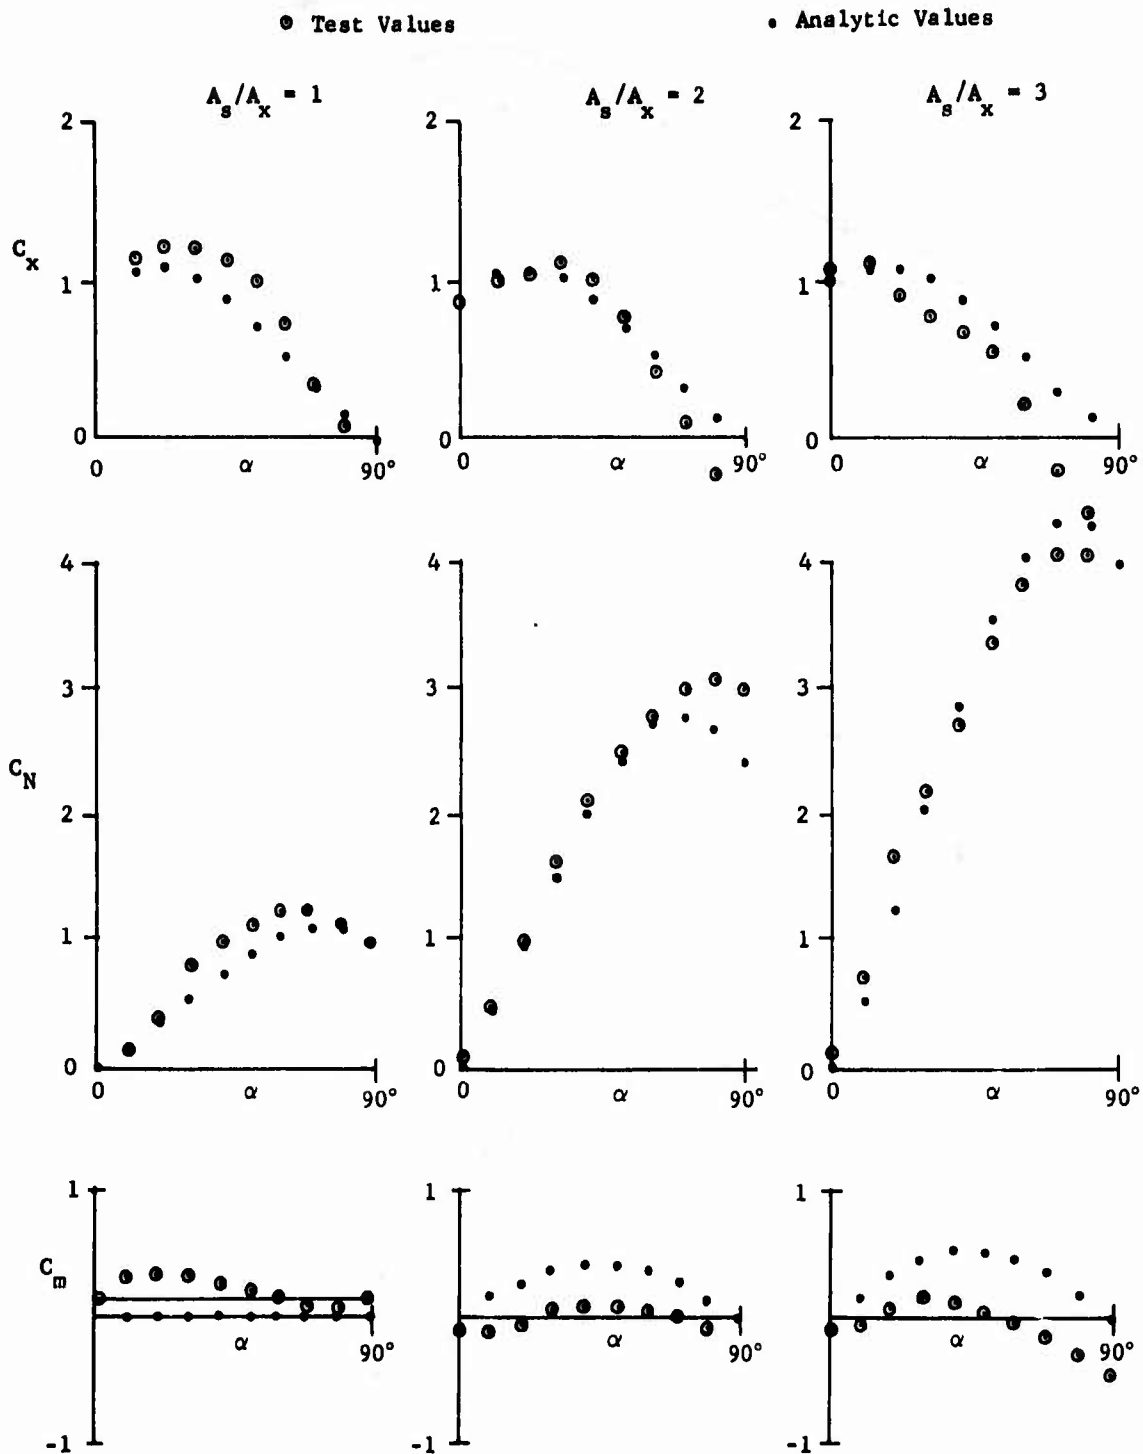 Test Values
Analytic Values
A_s/A_x = 1
A_s/A_x = 2
A_s/A_x = 3
C_x
2
1
0
0
α
90°
2
1
0
0
α
90°
2
1
0
0
α
90°
C_N
4
3
2
1
0
0
α
90°
4
3
2
1
0
0
α
90°
4
3
2
1
0
0
α
90°
C_m
1
-1
α
90°
1
-1
α
90°
1
-1
α
90°